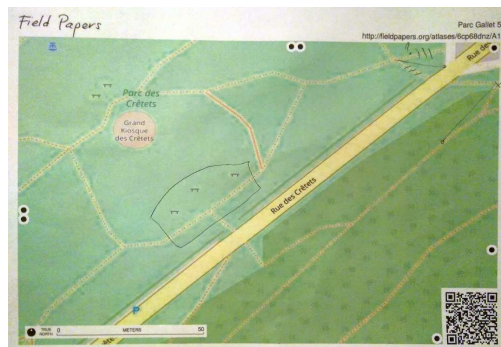 Field Papers
Parc Gallet 5
http://fieldpapers.org/atlases/6cp68dnz/A1
Rue des
Parc des
Crêtets
Grand
Kiosque
des Crêtets
Rue des Crêtets
P
TRUE
NORTH
0
METERS
50